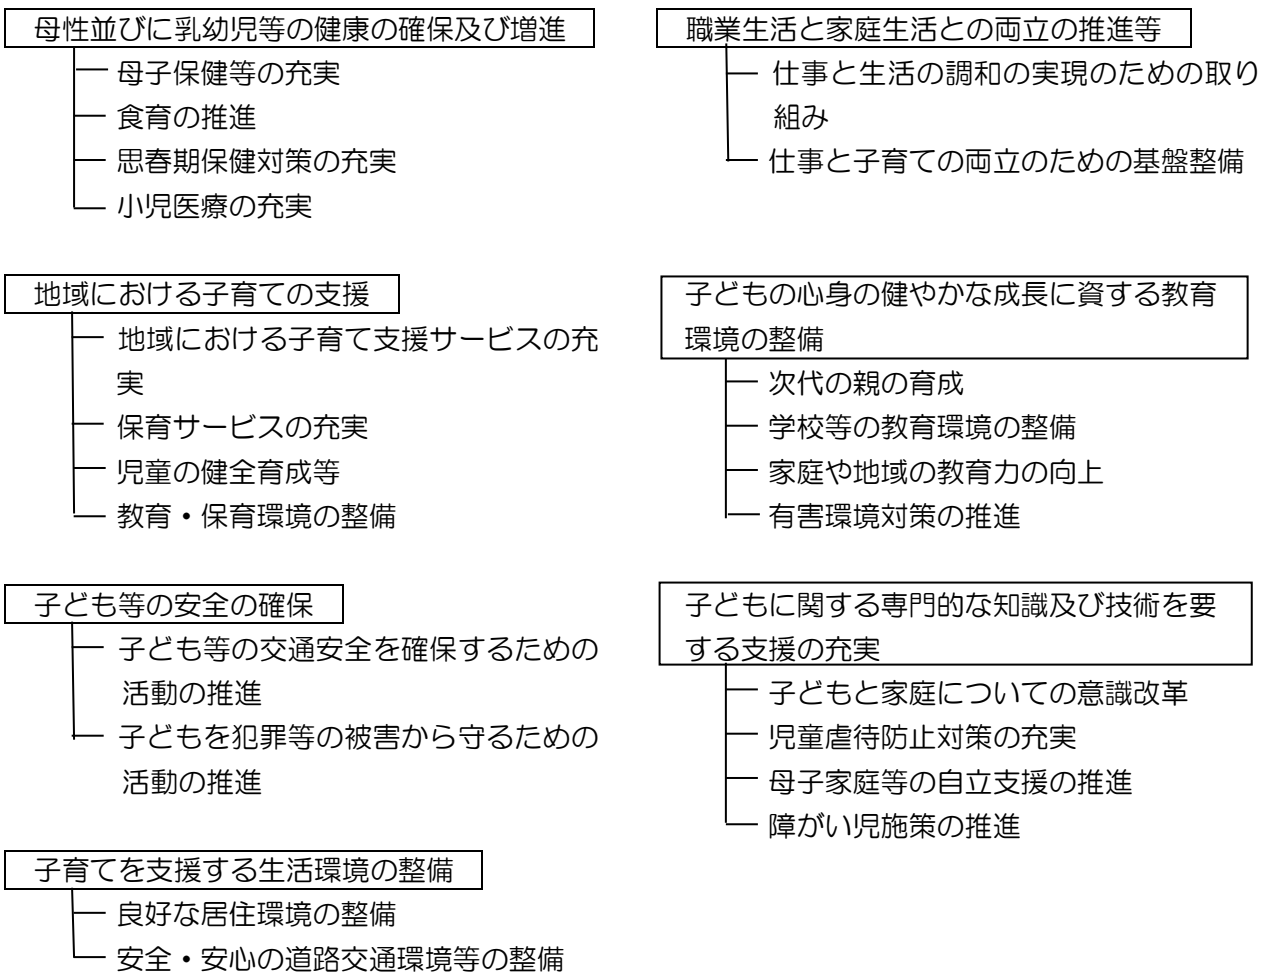 母性並びに乳幼児等の健康の確保及び増進
母子保健等の充実
食育の推進
思春期保健対策の充実
小児医療の充実
地域における子育ての支援
地域における子育て支援サービスの充
実
保育サービスの充実
児童の健全育成等
教育・保育環境の整備
子ども等の安全の確保
子ども等の交通安全を確保するための
活動の推進
子どもを犯罪等の被害から守るための
活動の推進
子育てを支援する生活環境の整備
良好な居住環境の整備
安全・安心の道路交通環境等の整備
職業生活と家庭生活との両立の推進等
仕事と生活の調和の実現のための取り
組み
仕事と子育ての両立のための基盤整備
子どもの心身の健やかな成長に資する教育
環境の整備
次代の親の育成
学校等の教育環境の整備
家庭や地域の教育力の向上
有害環境対策の推進
子どもに関する専門的な知識及び技術を要
する支援の充実
子どもと家庭についての意識改革
児童虐待防止対策の充実
母子家庭等の自立支援の推進
障がい児施策の推進